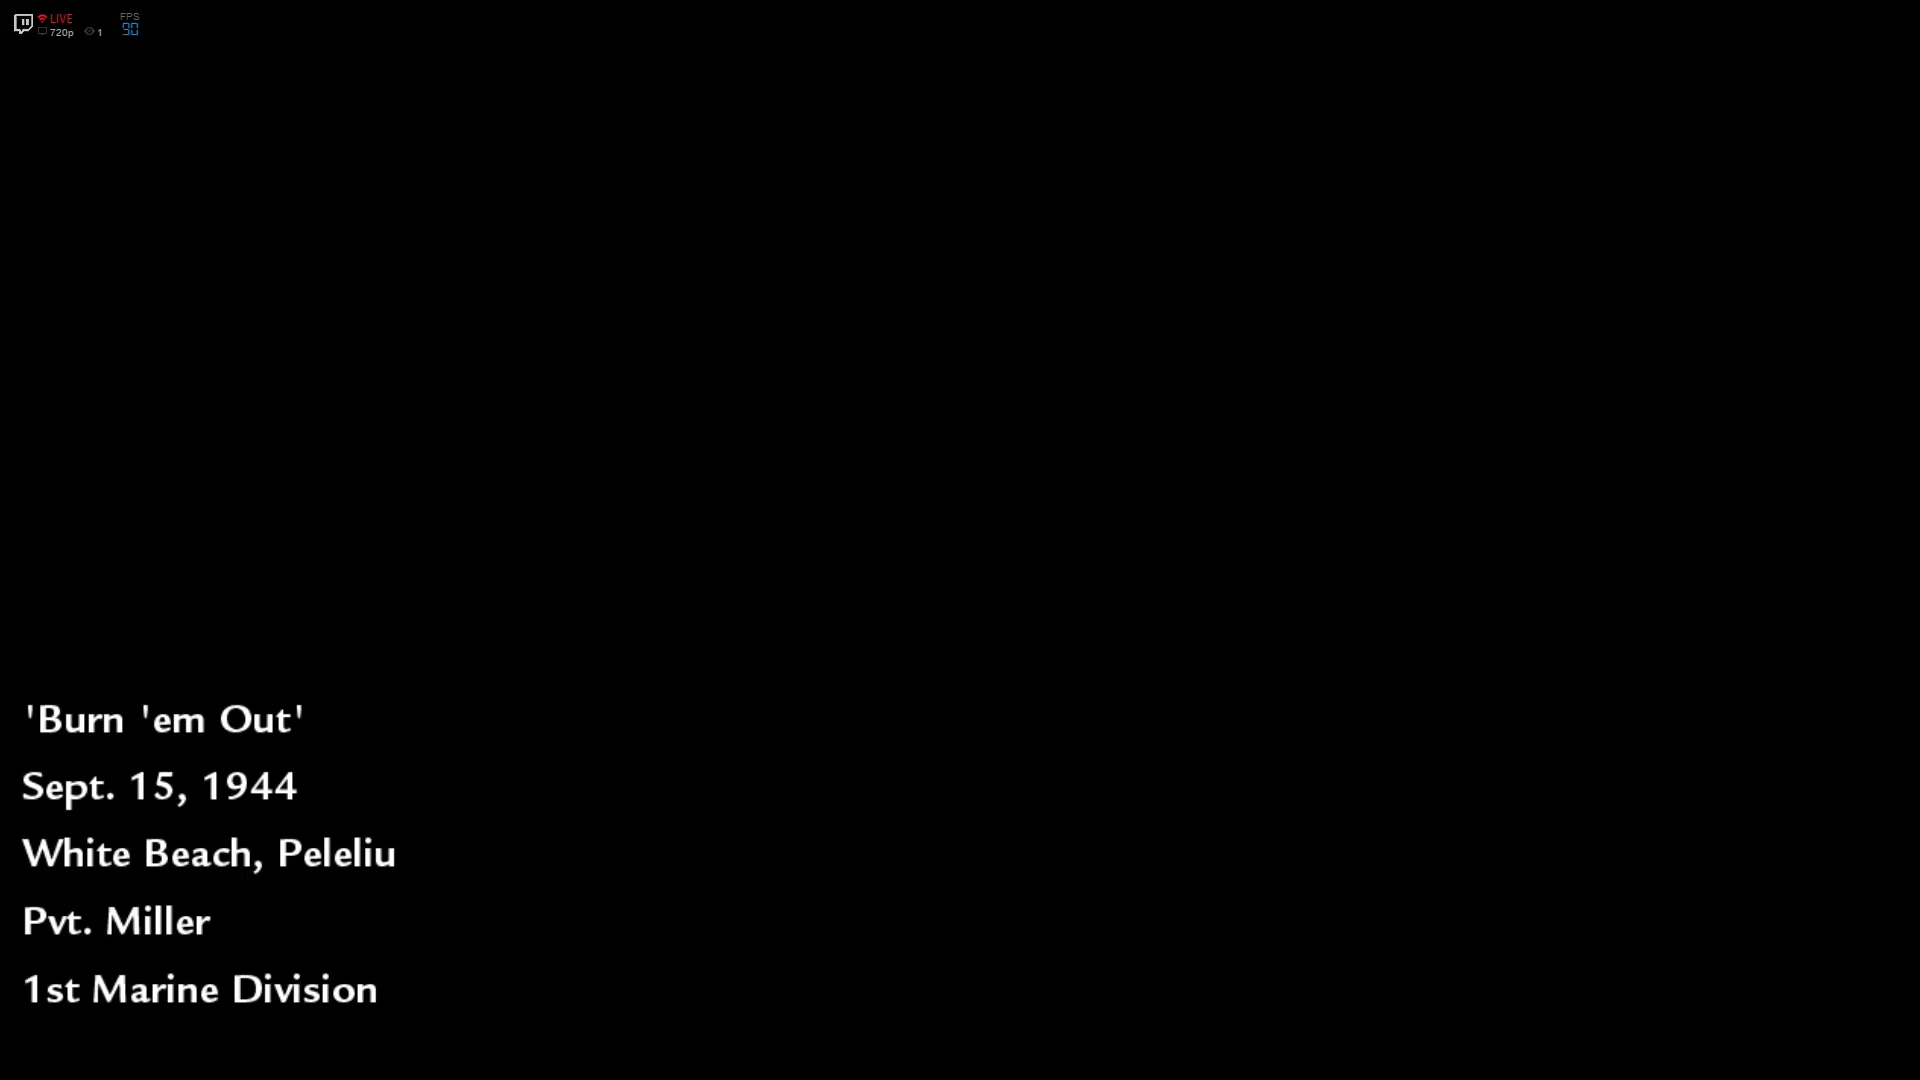 LIVE
720p 1
FPS
90
'Burn 'em Out'
Sept. 15, 1944
White Beach, Peleliu
Pvt. Miller
1st Marine Division